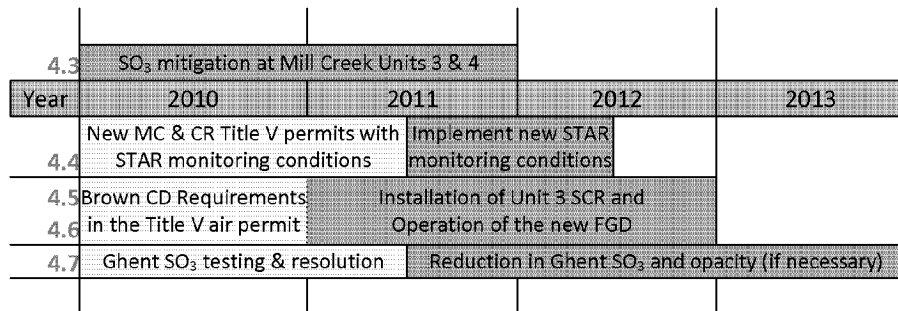 4.3 SO₃ mitigation at Mill Creek Units 3 & 4
Year 2010 2011 2012 2013
New MC & CR Title V permits with
STAR monitoring conditions
Implement new STAR
monitoring conditions
4.4
4.5 Brown CD Requirements
4.6 in the Title V air permit
Installation of Unit 3 SCR and
Operation of the new FGD
4.7 Ghent SO₃ testing & resolution Reduction in Ghent SO₃ and opacity (if necessary)